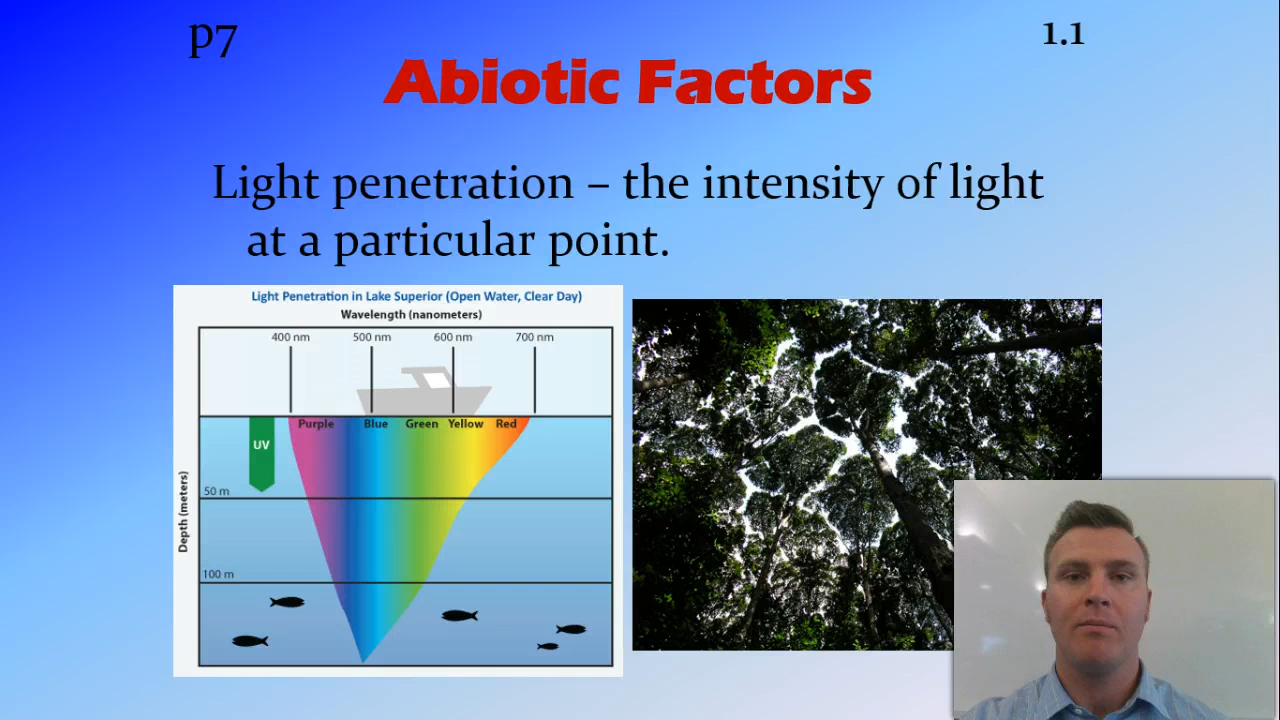 p7
1.1
Abiotic Factors
Light penetration – the intensity of light
at a particular point.
Light Penetration in Lake Superior (Open Water, Clear Day)
Wavelength (nanometers)
400 nm 500 nm 600 nm 700 nm
Purple Blue Green Yellow Red
UV
50 m
Depth (meters)
100 m